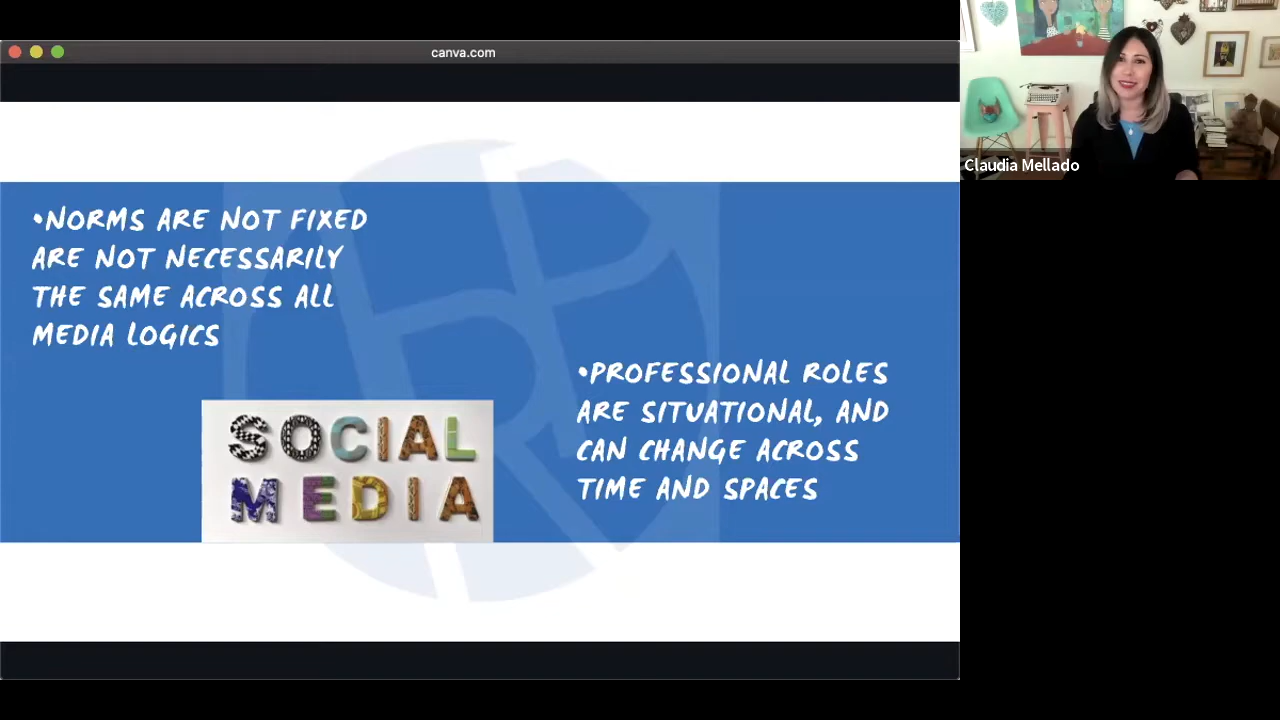 canva.com
•NORMS ARE NOT FIXED
ARE NOT NECESSARILY
THE SAME ACROSS ALL
MEDIA LOGICS
•PROFESSIONAL ROLES
ARE SITUATIONAL, AND
CAN CHANGE ACROSS
TIME AND SPACES
SOCIAL
MEDIA
Claudia Mellado